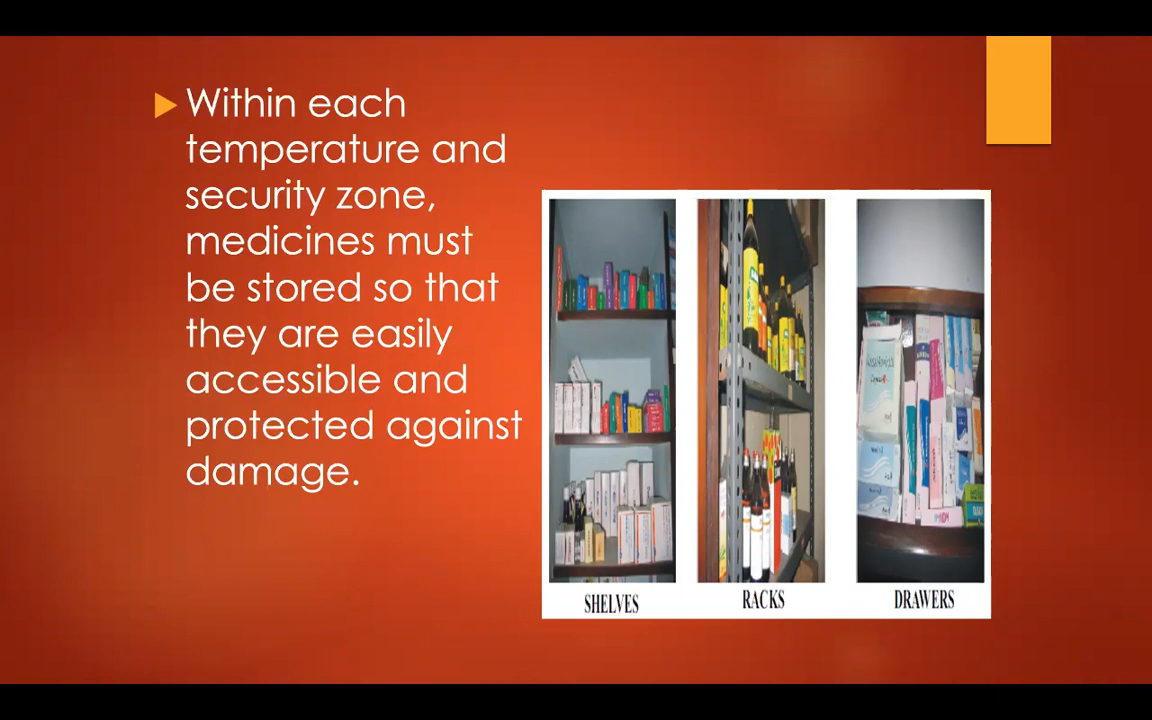 Within each
temperature and
security zone,
medicines must
be stored so that
they are easily
accessible and
protected against
damage.
SHELVES
RACKS
DRAWERS